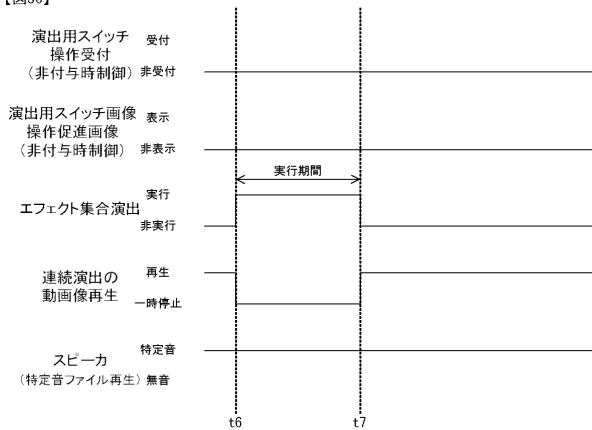 【図50】
演出用スイッチ 受付
操作受付
（非付与時制御） 非受付
演出用スイッチ画像 表示
操作促進画像
（非付与時制御） 非表示
実行期間
実行
エフェクト集合演出
非実行
連続演出の 再生
動画像再生
一時停止
特定音
スピーカ
（特定音ファイル再生） 無音
t6 t7